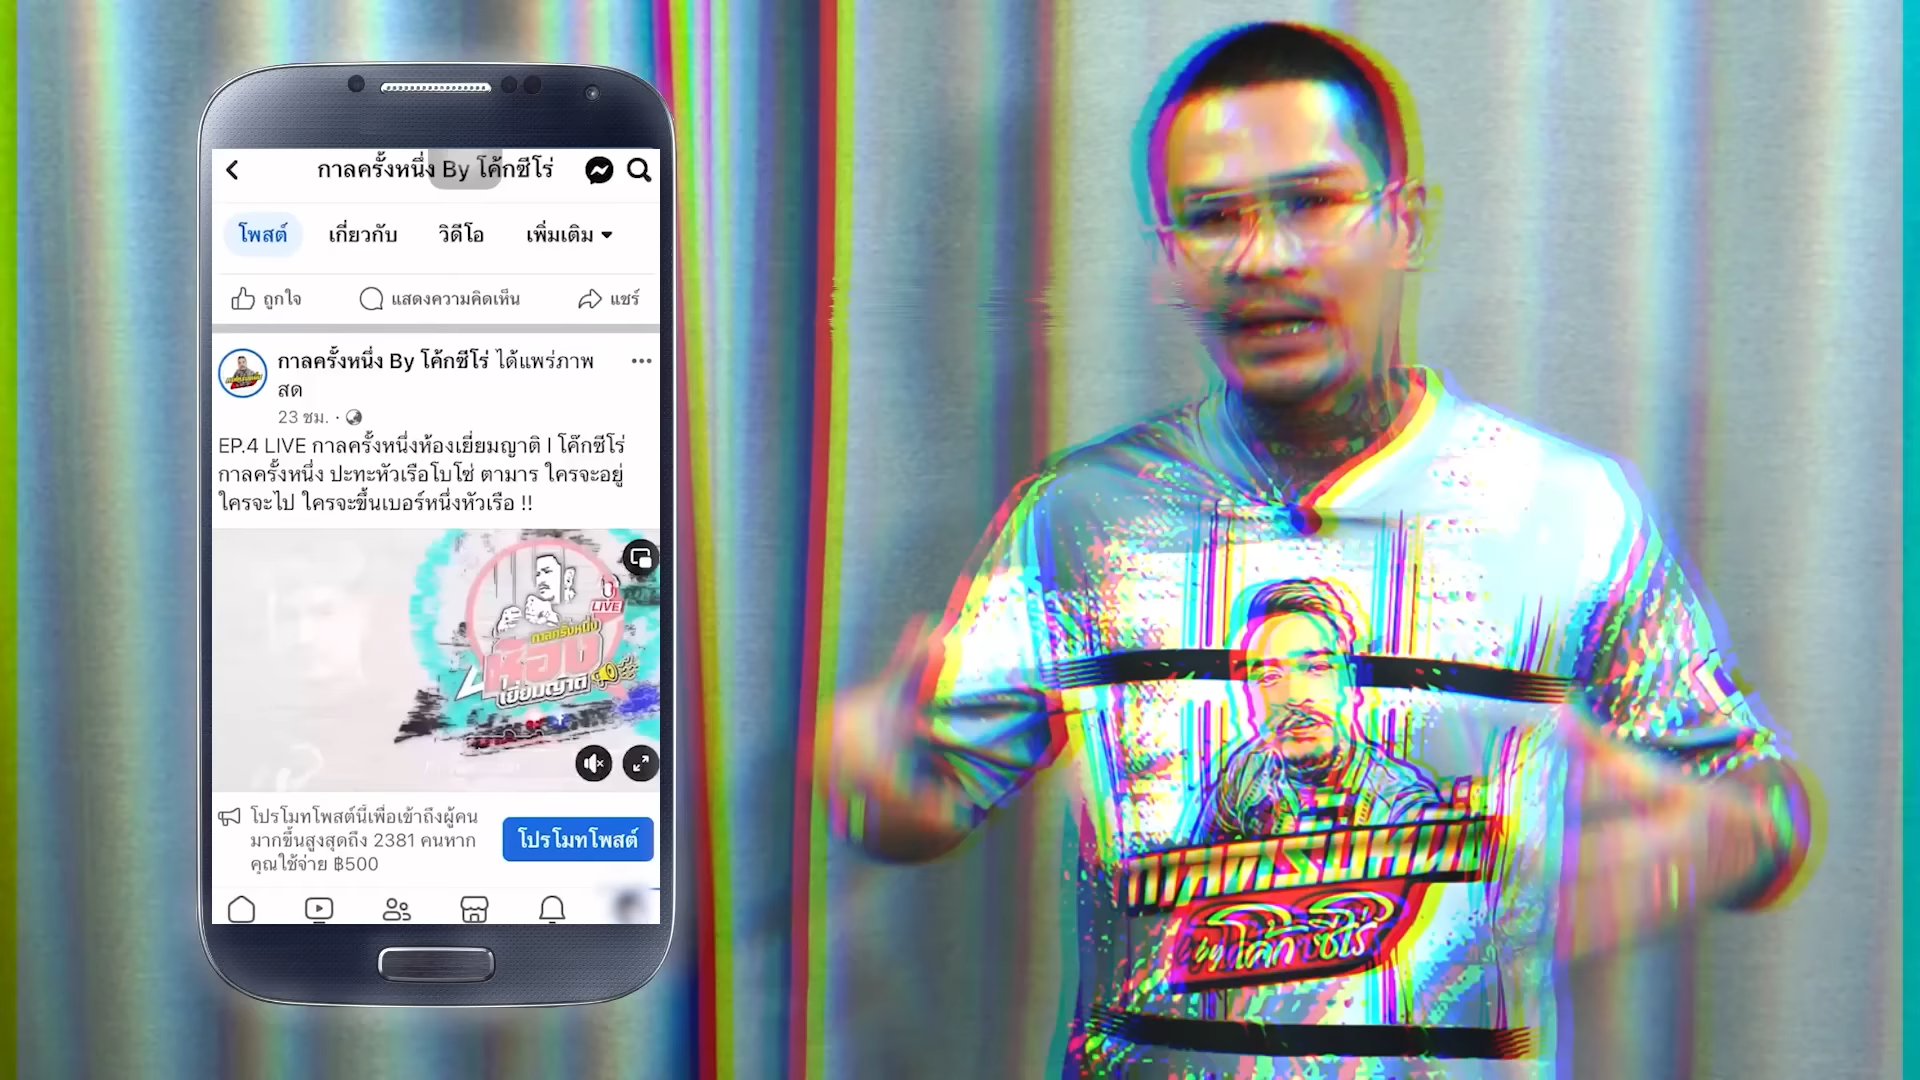 กาลครั้งหนึ่ง By โค้กซีโร่
โพสต์
เกี่ยวกับ
วิดีโอ
เพิ่มเติม
ถูกใจ
แสดงความคิดเห็น
แชร์
กาลครั้งหนึ่ง By โค้กซีโร่ ได้แพร่ภาพ
สด
23 ชม.
EP.4 LIVE กาลครั้งหนึ่งห้องเยี่ยมญาติ I โค๊กซีโร่
กาลครั้งหนึ่ง ปะทะหัวเรือโบโซ่ ตามาร ใครจะอยู่
ใครจะไป ใครจะขึ้นเบอร์หนึ่งหัวเรือ !!
LIVE
กาลครั้งหนึ่ง
ห้อง
เยี่ยมญาติ
โปรโมทโพสต์นี้เพื่อเข้าถึงผู้คน
มากขึ้นสูงสุดถึง 2381 คนหาก
คุณใช้จ่าย ฿500
โปรโมทโพสต์
กาลครั้งหนึ่ง
by โค้ก ซีโร่